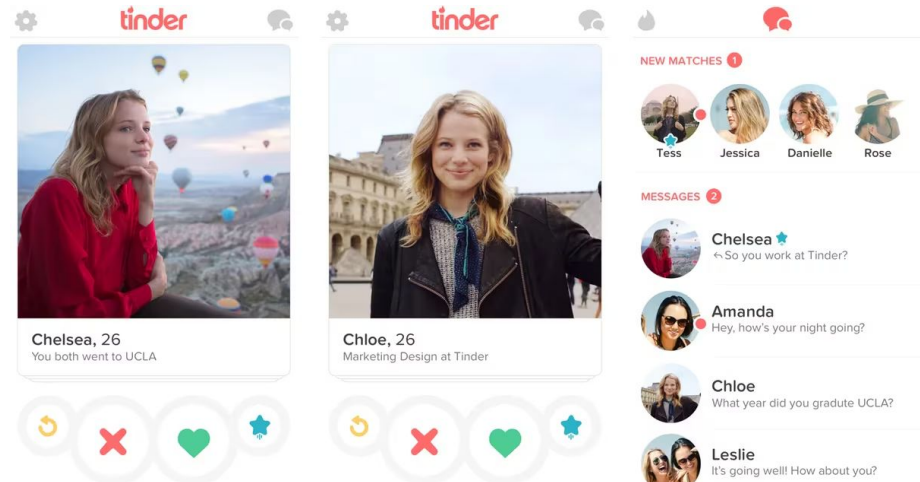 tinder
Chelsea, 26
You both went to UCLA
tinder
Chloe, 26
Marketing Design at Tinder
NEW MATCHES 1
Tess Jessica Danielle Rose
MESSAGES 2
Chelsea
So you work at Tinder?
Amanda
Hey, how's your night going?
Chloe
What year did you gradute UCLA?
Leslie
It's going well! How about you?